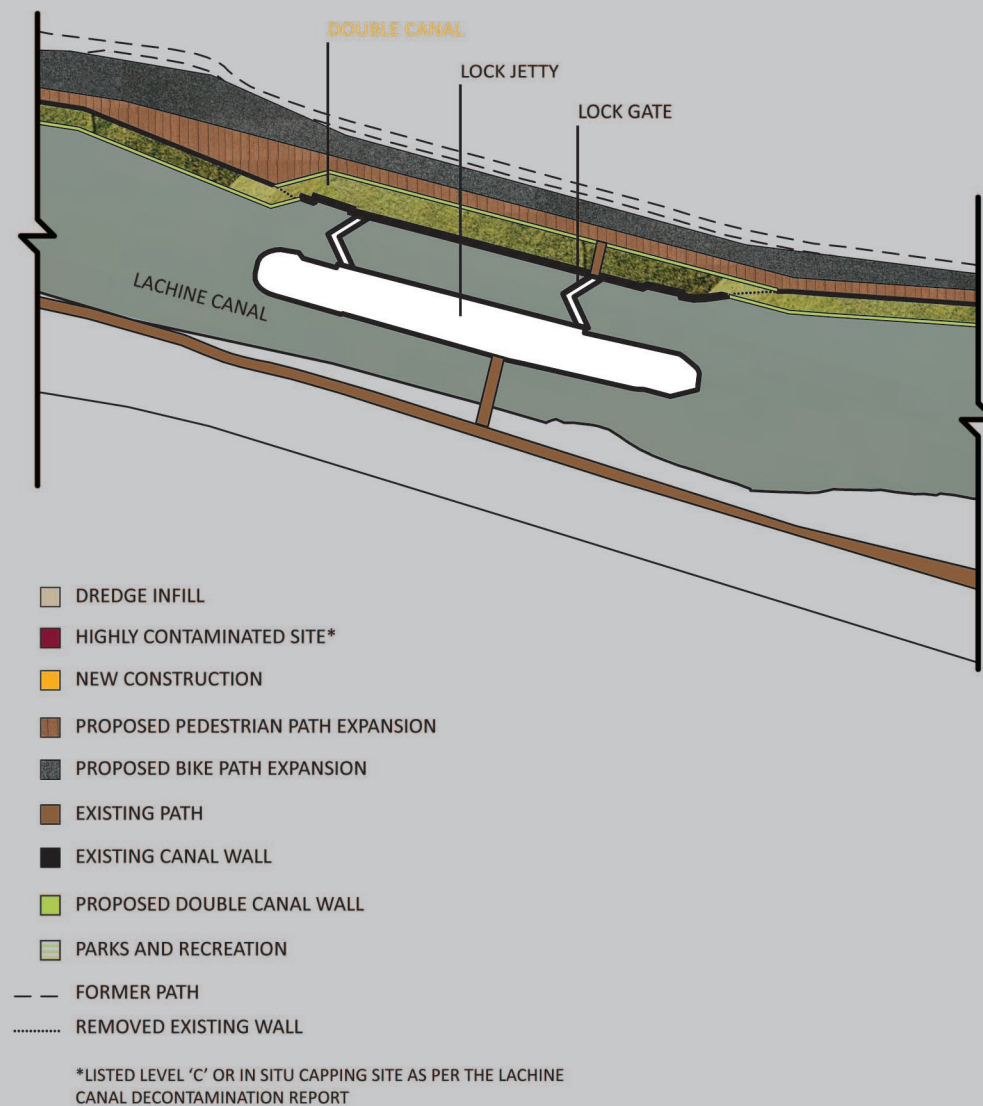 DOUBLE CANAL
LOCK JETTY
LOCK GATE
LACHINE CANAL
DREDGE INFILL
HIGHLY CONTAMINATED SITE*
NEW CONSTRUCTION
PROPOSED PEDESTRIAN PATH EXPANSION
PROPOSED BIKE PATH EXPANSION
EXISTING PATH
EXISTING CANAL WALL
PROPOSED DOUBLE CANAL WALL
PARKS AND RECREATION
FORMER PATH
REMOVED EXISTING WALL
*LISTED LEVEL ‘C’ OR IN SITU CAPPING SITE AS PER THE LACHINE
CANAL DECONTAMINATION REPORT